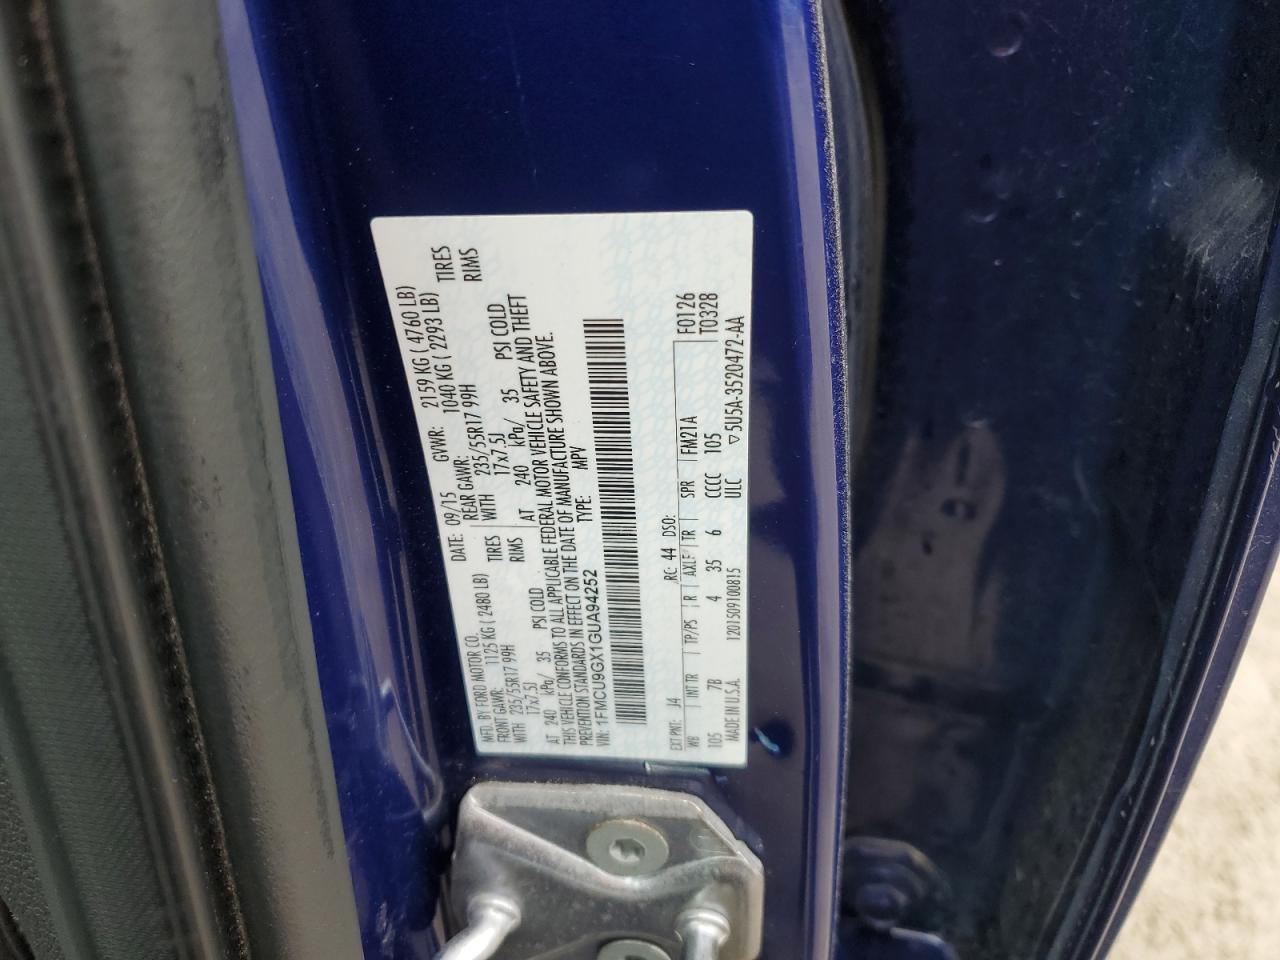 MFD. BY FORD MOTOR CO.
DATE: 09/15 GVWR: 2159 KG ( 4760 LB)
FRONT GAWR: 1125 KG ( 2480 LB) REAR GAWR: 1040 KG ( 2293 LB)
WITH 235/55R17 99H TIRES WITH 235/55R17 99H TIRES
17x7.5J RIMS 17x7.5J RIMS
AT 240 kPa/ 35 PSI COLD AT 240 kPa/ 35 PSI COLD
THIS VEHICLE CONFORMS TO ALL APPLICABLE FEDERAL MOTOR VEHICLE SAFETY AND THEFT
PREVENTION STANDARDS IN EFFECT ON THE DATE OF MANUFACTURE SHOWN ABOVE.
VIN: 1FMCU9GX1GUA94252 TYPE: MPV
F0126
EXT PNT: J4 RC: 44 DSO: T0328
WB INT TR TP/PS R AXLE TR SPR FM21A
105 7B 4 35 6 CCCC 105
MADE IN U.S.A. 1201509100815 ULC ▽5U5A-3520472-AA